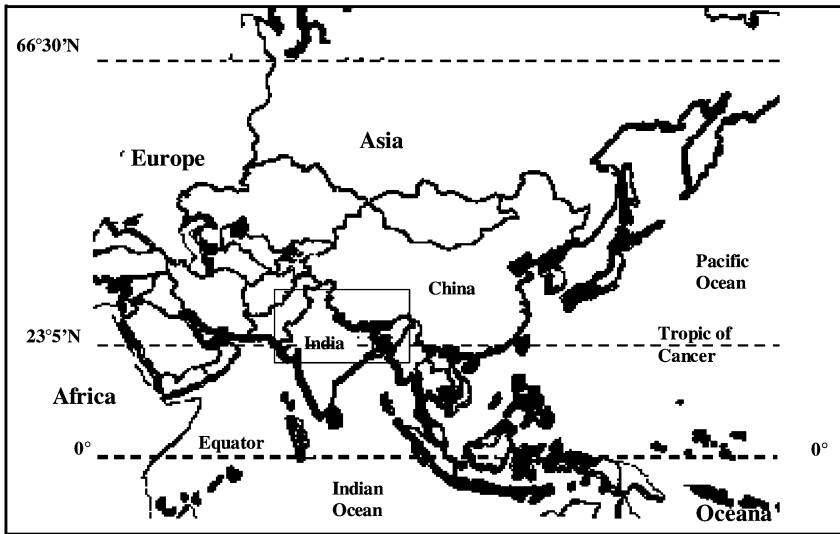 66°30'N
Asia
Europe
Pacific
Ocean
China
23°5'N
India
Tropic of
Cancer
Africa
Equator
0°
0°
Indian
Ocean
Oceana